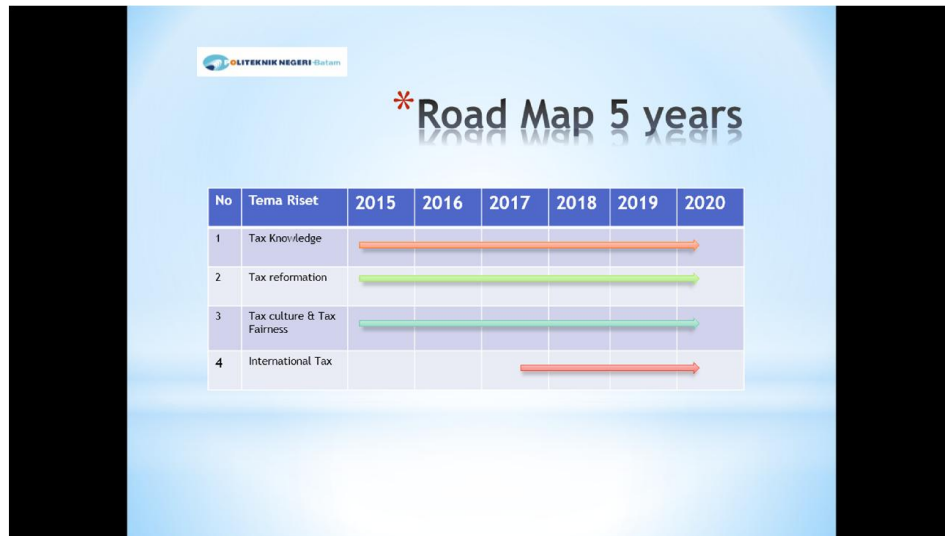 POLITEKNIK NEGERI Batam
*Road Map 5 years
No Tema Riset 2015 2016 2017 2018 2019 2020
1 Tax Knowledge
2 Tax reformation
3 Tax culture & Tax
Fairness
4 International Tax